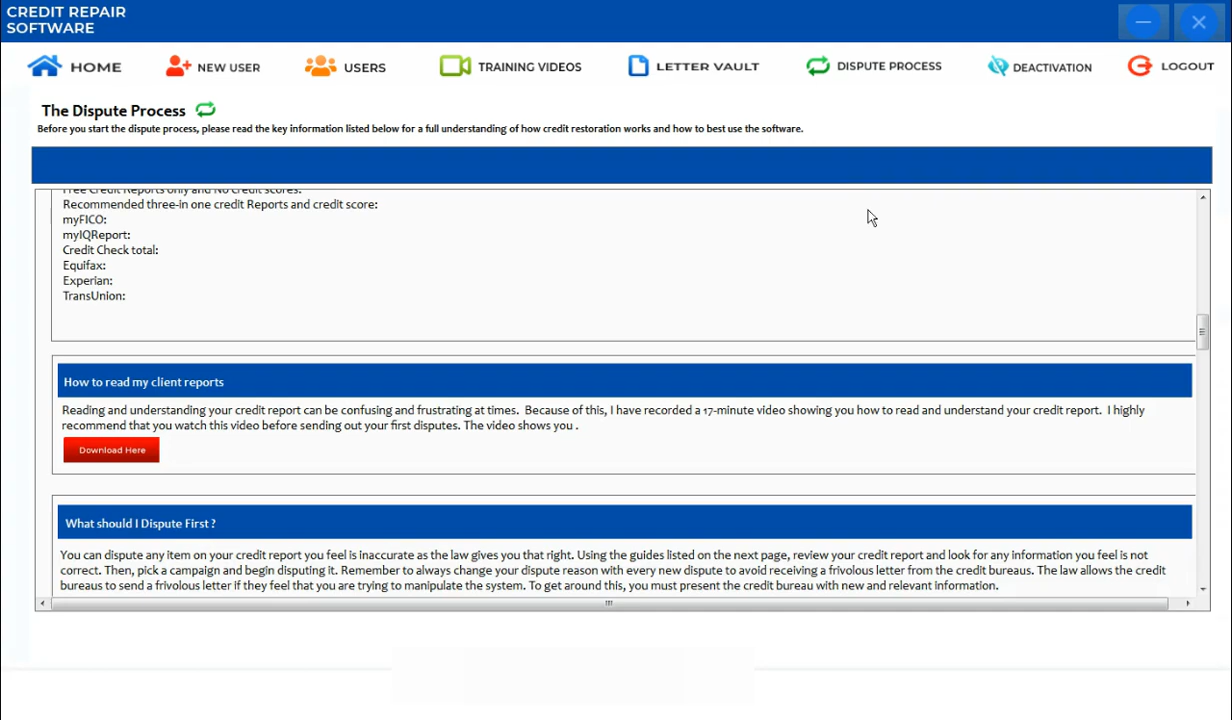 CREDIT REPAIR
SOFTWARE
HOME NEW USER USERS TRAINING VIDEOS LETTER VAULT DISPUTE PROCESS DEACTIVATION LOGOUT
The Dispute Process
Before you start the dispute process, please read the key information listed below for a full understanding of how credit restoration works and how to best use the software.
Free Credit Reports only and No credit scores.
Recommended three-in one credit Reports and credit score:
myFICO:
myIQReport:
Credit Check total:
Equifax:
Experian:
TransUnion:
How to read my client reports
Reading and understanding your credit report can be confusing and frustrating at times. Because of this, I have recorded a 17-minute video showing you how to read and understand your credit report. I highly
recommend that you watch this video before sending out your first disputes. The video shows you .
Download Here
What should I Dispute First ?
You can dispute any item on your credit report you feel is inaccurate as the law gives you that right. Using the guides listed on the next page, review your credit report and look for any information you feel is not
correct. Then, pick a campaign and begin disputing it. Remember to always change your dispute reason with every new dispute to avoid receiving a frivolous letter from the credit bureaus. The law allows the credit
bureaus to send a frivolous letter if they feel that you are trying to manipulate the system. To get around this, you must present the credit bureau with new and relevant information.